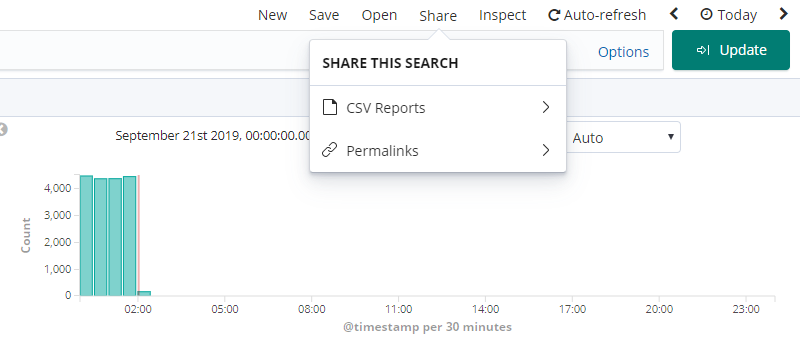 New Save Open Share Inspect Auto-refresh Today
Options Update
SHARE THIS SEARCH
CSV Reports
Permalinks
September 21st 2019, 00:00:00.00
Auto
4,000
3,000
2,000
1,000
0
Count
02:00 05:00 08:00 11:00 14:00 17:00 20:00 23:00
@timestamp per 30 minutes